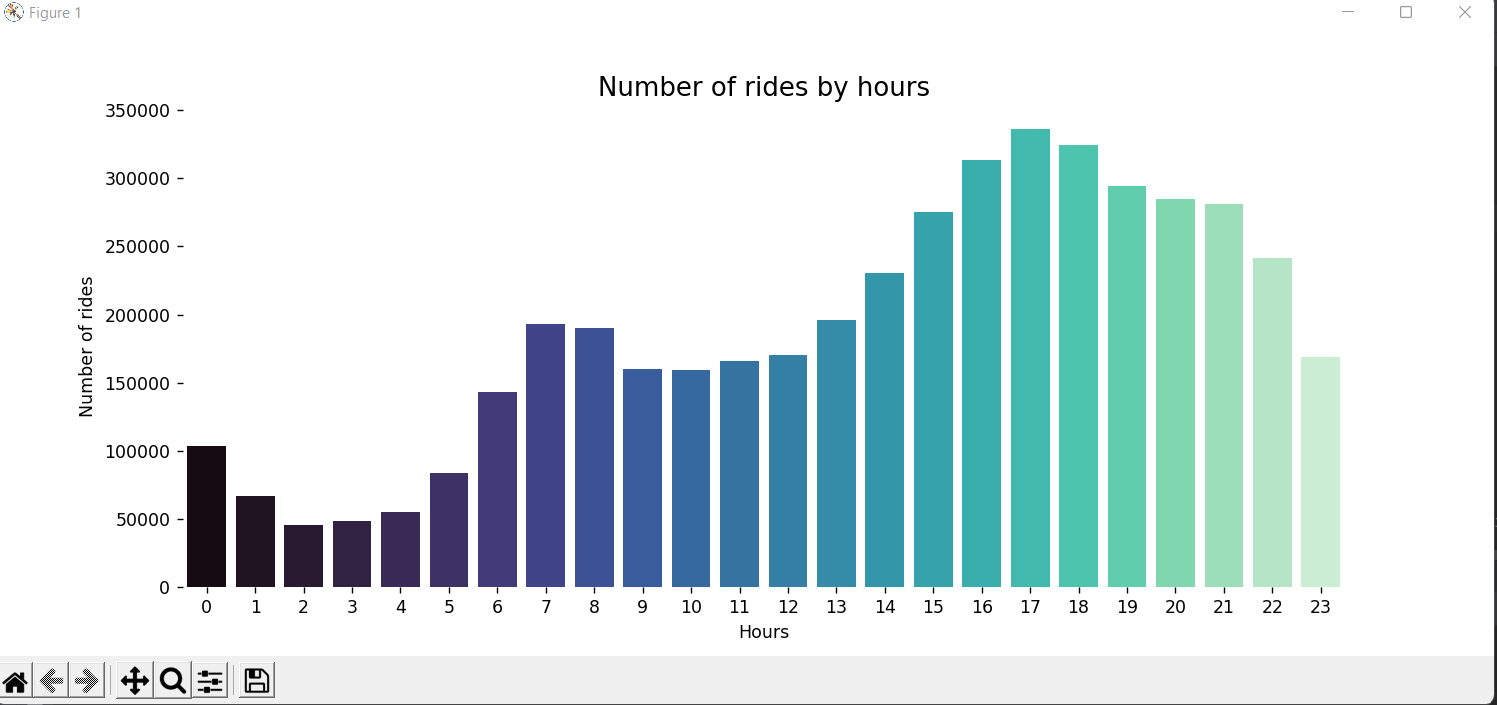 Figure 1
Number of rides by hours
350000
300000
250000
200000
150000
100000
50000
0
Number of rides
0 1 2 3 4 5 6 7 8 9 10 11 12 13 14 15 16 17 18 19 20 21 22 23
Hours